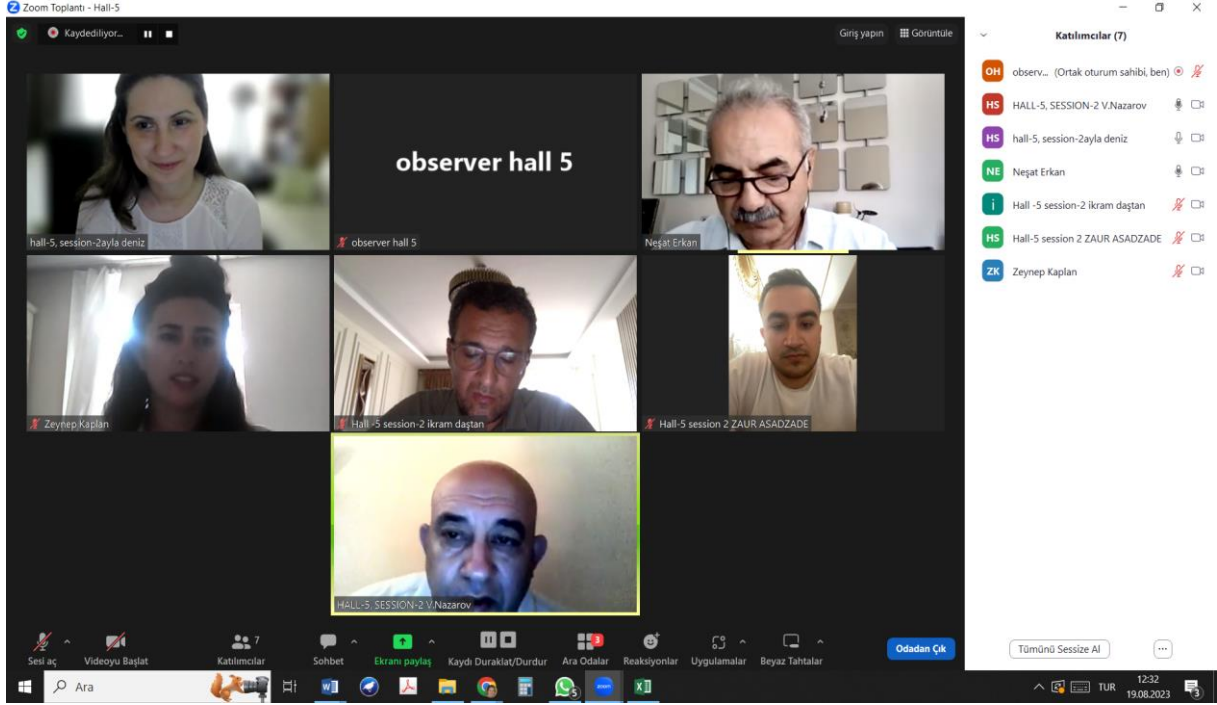 Zoom Toplantı - Hall-5
Kaydediliyor...
Giriş yapın
Görüntüle
hall-5, session-2ayla deniz
observer hall 5
observer hall 5
Neşat Erkan
Zeynep Kaplan
Hall -5 session-2 ikram daştan
Hall-5 session 2 ZAUR ASADZADE
HALL-5, SESSION-2 V.Nazarov
Katılımcılar (7)
OH observ... (Ortak oturum sahibi, ben)
HS HALL-5, SESSION-2 V.Nazarov
HS hall-5, session-2ayla deniz
NE Neşat Erkan
i Hall -5 session-2 ikram daştan
HS Hall-5 session 2 ZAUR ASADZADE
ZK Zeynep Kaplan
Sesi aç
Videoyu Başlat
7
Katılımcılar
Sohbet
Ekranı paylaş
Kaydı Duraklat/Durdur
3
Ara Odalar
Reaksiyonlar
Uygulamalar
Beyaz Tahtalar
Odadan Çık
Tümünü Sessize Al
...
Ara
5
zoom
TUR
12:32
19.08.2023
3